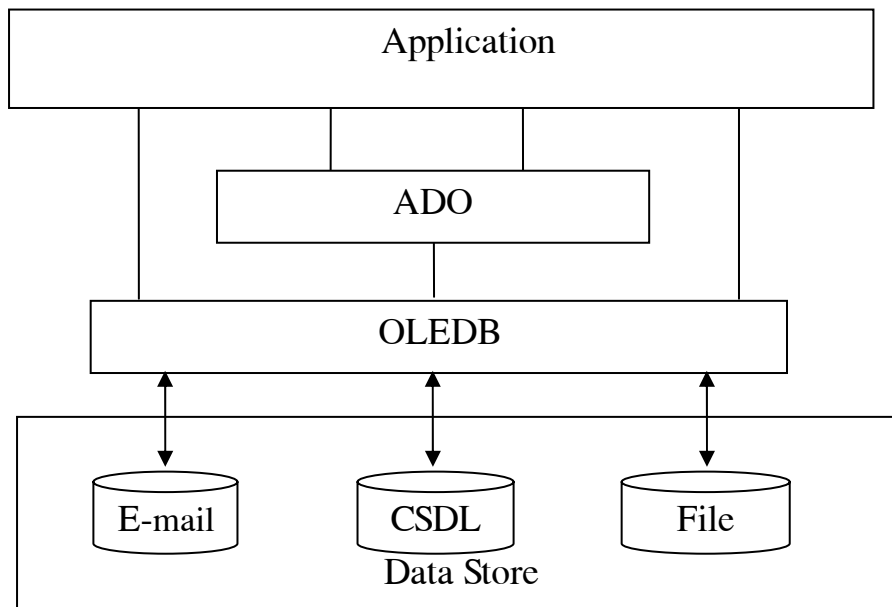 Application
ADO
OLEDB
E-mail
CSDL
File
Data Store